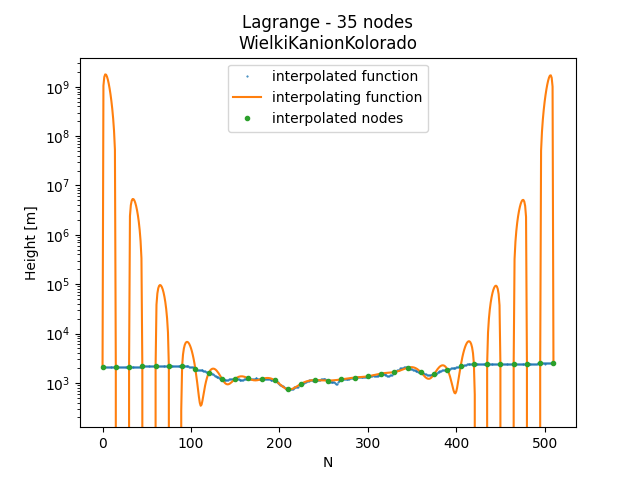 Lagrange - 35 nodes
WielkiKanionKolorado
interpolated function
interpolating function
interpolated nodes
Height [m]
10⁹
10⁸
10⁷
10⁶
10⁵
10⁴
10³
0 100 200 300 400 500
N